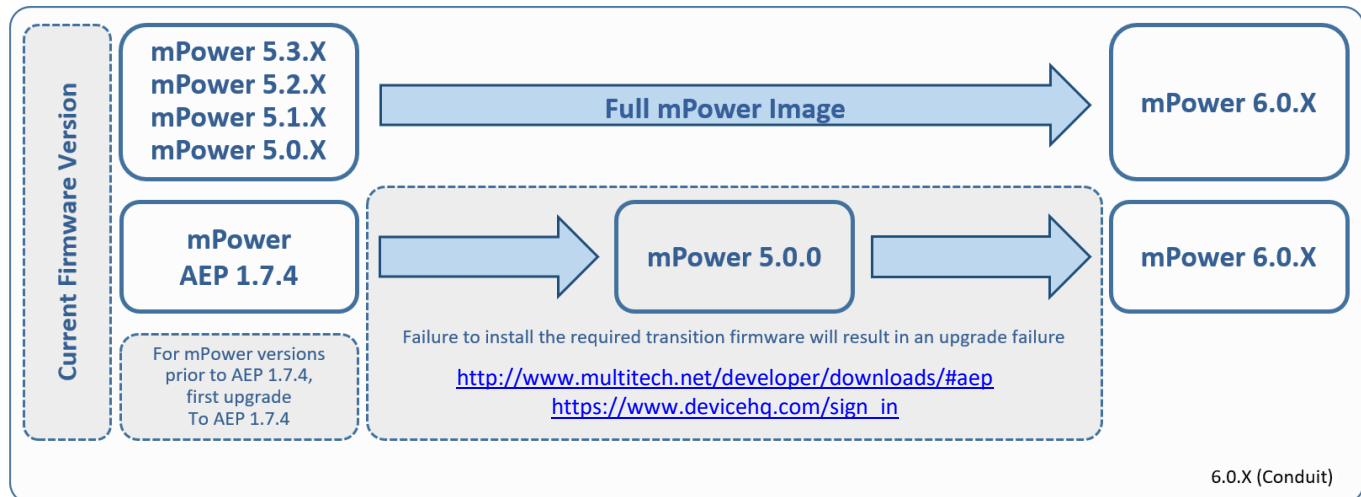 Current Firmware Version
mPower 5.3.X
mPower 5.2.X
mPower 5.1.X
mPower 5.0.X
Full mPower Image
mPower 6.0.X
mPower
AEP 1.7.4
mPower 5.0.0
mPower 6.0.X
For mPower versions
prior to AEP 1.7.4,
first upgrade
To AEP 1.7.4
Failure to install the required transition firmware will result in an upgrade failure
http://www.multitech.net/developer/downloads/#aep
https://www.devicehq.com/sign_in
6.0.X (Conduit)